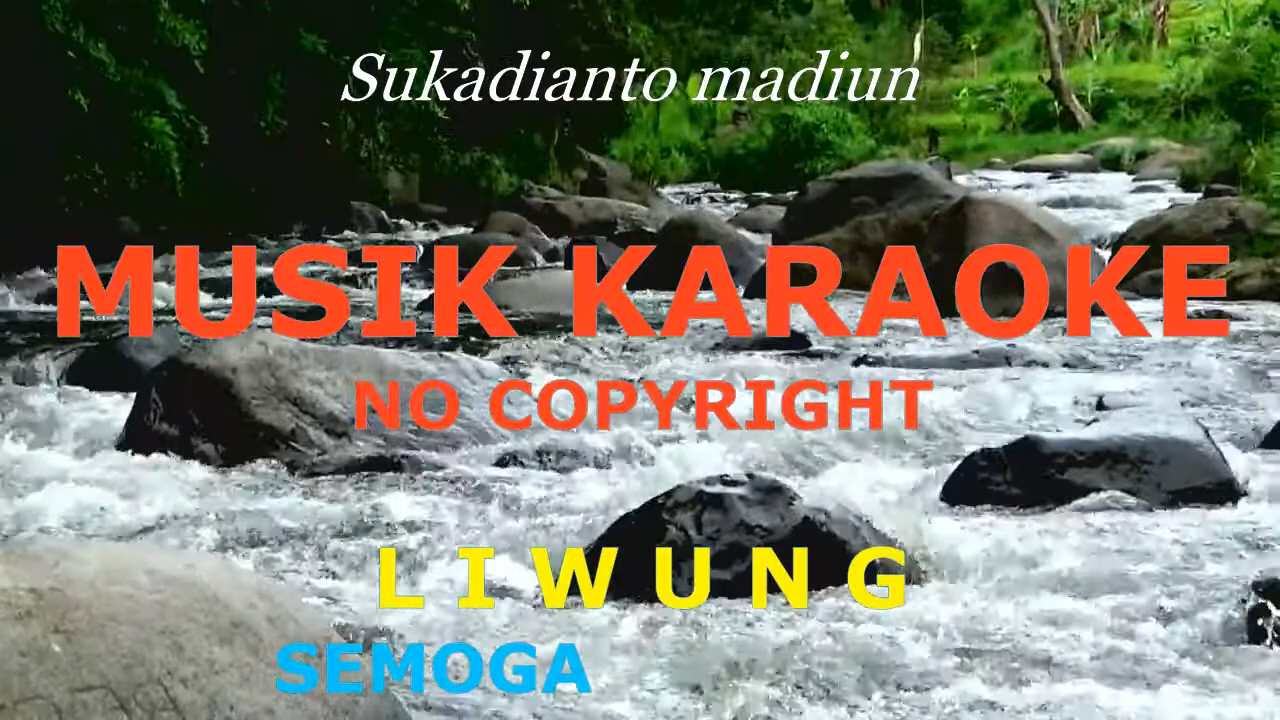 Sukadianto madiun
MUSIK KARAOKE
NO COPYRIGHT
L I W U N G
SEMOGA